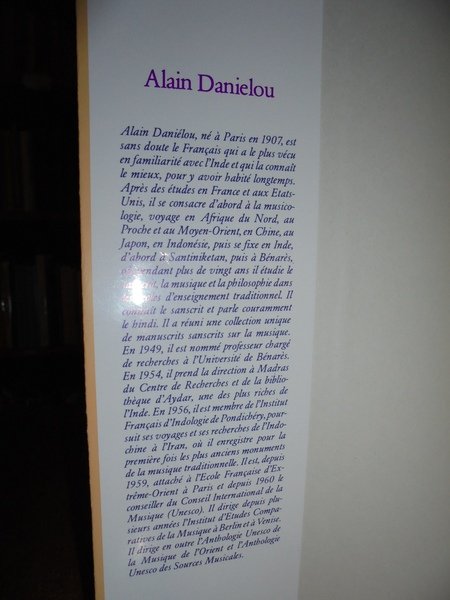 Alain Danielou
Alain Daniélou, né à Paris en 1907, est
sans doute le Français qui a le plus vécu
en familiarité avec l'Inde et qui la connaît
le mieux, pour y avoir habité longtemps.
Après des études en France et aux Etats-
Unis, il se consacre d'abord à la musico-
logie, voyage en Afrique du Nord, au
Proche et au Moyen-Orient, en Chine, au
Japon, en Indonésie, puis se fixe en Inde,
d'abord à Santiniketan, puis à Bénarès,
pendant plus de vingt ans il étudie le
la musique et la philosophie dans
d'enseignement traditionnel. Il
le sanscrit et parle couramment
le hindi. Il a réuni une collection unique
de manuscrits sanscrits sur la musique.
En 1949, il est nommé professeur chargé
de recherches à l'Université de Bénarès.
En 1954, il prend la direction à Madras
du Centre de Recherches et de la biblio-
thèque d'Aydar, une des plus riches de
l'Inde. En 1956, il est membre de l'Institut
Français d'Indologie de Pondichéry, pour-
suit ses voyages et ses recherches de l'Indo-
chine à l'Iran, où il enregistre pour la
première fois les plus anciens monuments
de la musique traditionnelle. Il est, depuis
1959, attaché à l'Ecole Française d'Ex-
trême-Orient à Paris et depuis 1960 le
conseiller du Conseil International de la
Musique (Unesco). Il dirige depuis plu-
sieurs années l'Institut d'Etudes Compa-
ratives de la Musique à Berlin et à Venise.
Il dirige en outre l'Anthologie Unesco de
la Musique de l'Orient et l'Anthologie
Unesco des Sources Musicales.